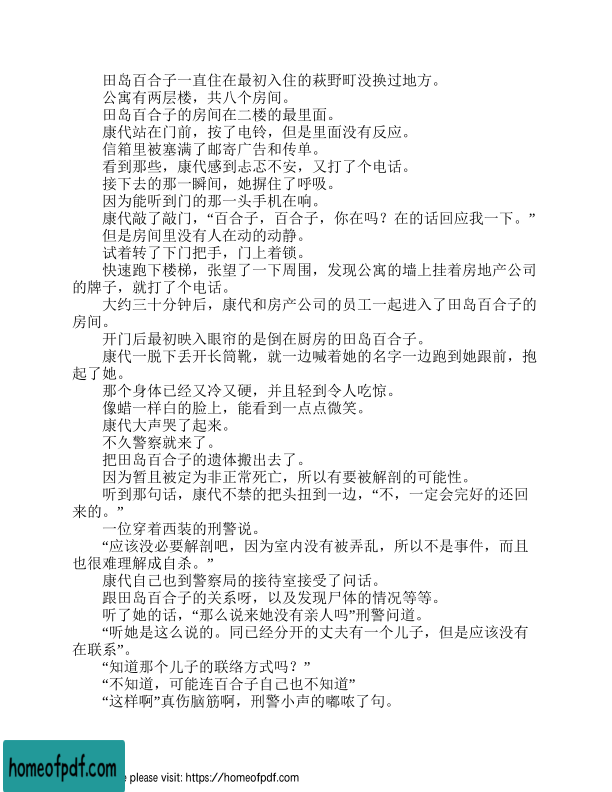 田岛百合子一直住在最初入住的萩野町没换过地方。
公寓有两层楼，共八个房间。
田岛百合子的房间在二楼的最里面。
康代站在门前，按了电铃，但是里面没有反应。
信箱里被塞满了邮寄广告和传单。
看到那些，康代感到忐忑不安，又打了个电话。
接下去的那一瞬间，她摒住了呼吸。
因为能听到门的那一头手机在响。
康代敲了敲门，“百合子，百合子，你在吗？在的话回应我一下。”
但是房间里没有人在动的动静。
试着转了下门把手，门上着锁。
快速跑下楼梯，张望了一下周围，发现公寓的墙上挂着房地产公司
的牌子，就打了个电话。
大约三十分钟后，康代和房产公司的员工一起进入了田岛百合子的
房间。
开门后最初映入眼帘的是倒在厨房的田岛百合子。
康代一脱下丢开长筒靴，就一边喊着她的名字一边跑到她跟前，抱
起了她。
那个身体已经又冷又硬，并且轻到令人吃惊。
像蜡一样白的脸上，能看到一点点微笑。
康代大声哭了起来。
不久警察就来了。
把田岛百合子的遗体搬出去了。
因为暂且被定为非正常死亡，所以有要被解剖的可能性。
听到那句话，康代不禁的把头扭到一边，“不，一定会完好的还回
来的。”
一位穿着西装的刑警说。
“应该没必要解剖吧，因为室内没有被弄乱，所以不是事件，而且
也很难理解成自杀。”
康代自己也到警察局的接待室接受了问话。
跟田岛百合子的关系呀，以及发现尸体的情况等等。
听了她的话，“那么说来她没有亲人吗”刑警问道。
“听她是这么说的。同已经分开的丈夫有一个儿子，但是应该没有
在联系”。
“知道那个儿子的联络方式吗？”
“不知道，可能连百合子自己也不知道”
“这样啊”真伤脑筋啊，刑警小声的嘟哝了句。
homeofpdf.com
e please visit: https://homeofpdf.com